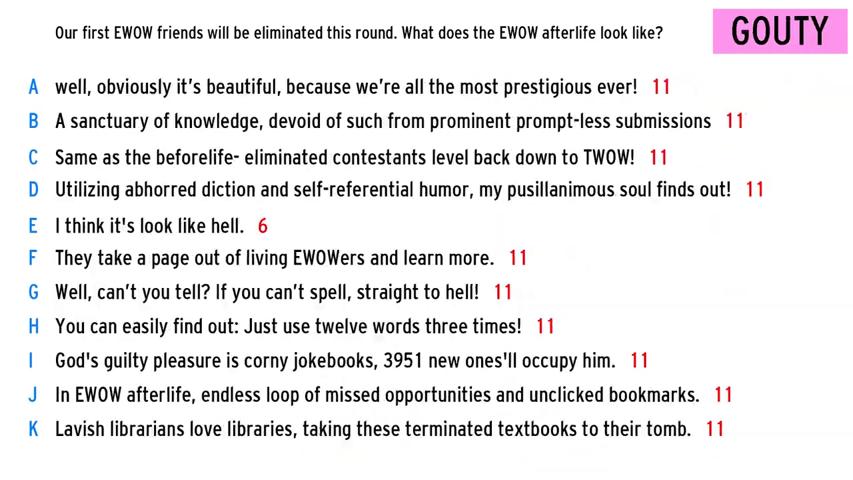 Our first EWOW friends will be eliminated this round. What does the EWOW afterlife look like?
GOUTY
A well, obviously it's beautiful, because we're all the most prestigious ever! 11
B A sanctuary of knowledge, devoid of such from prominent prompt-less submissions 11
C Same as the beforelife- eliminated contestants level back down to TWOW! 11
D Utilizing abhorred diction and self-referential humor, my pusillanimous soul finds out! 11
E I think it's look like hell. 6
F They take a page out of living EWOWers and learn more. 11
G Well, can't you tell? If you can't spell, straight to hell! 11
H You can easily find out: Just use twelve words three times! 11
I God's guilty pleasure is corny jokebooks, 3951 new ones'll occupy him. 11
J In EWOW afterlife, endless loop of missed opportunities and unclicked bookmarks. 11
K Lavish librarians love libraries, taking these terminated textbooks to their tomb. 11